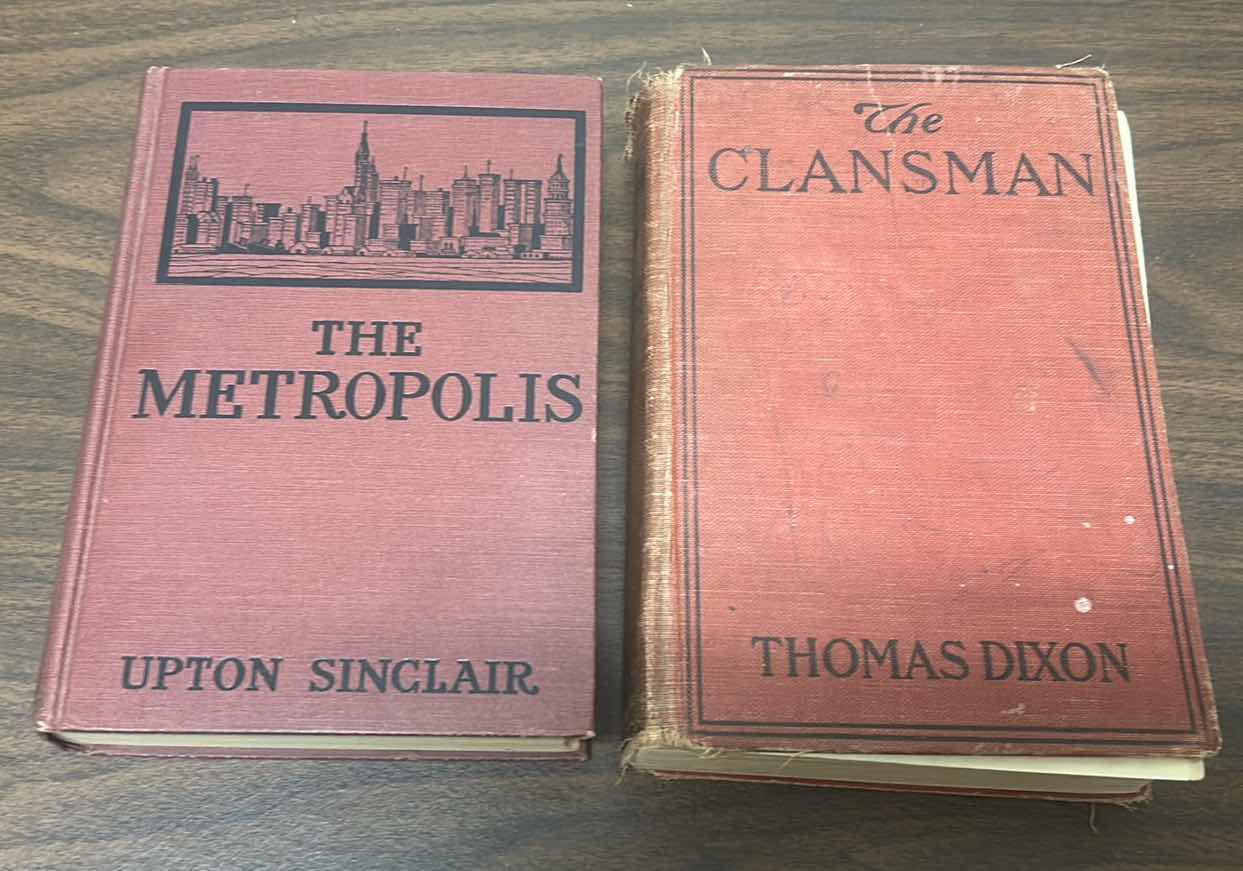 THE
METROPOLIS
UPTON SINCLAIR
The
CLANSMAN
THOMAS DIXON